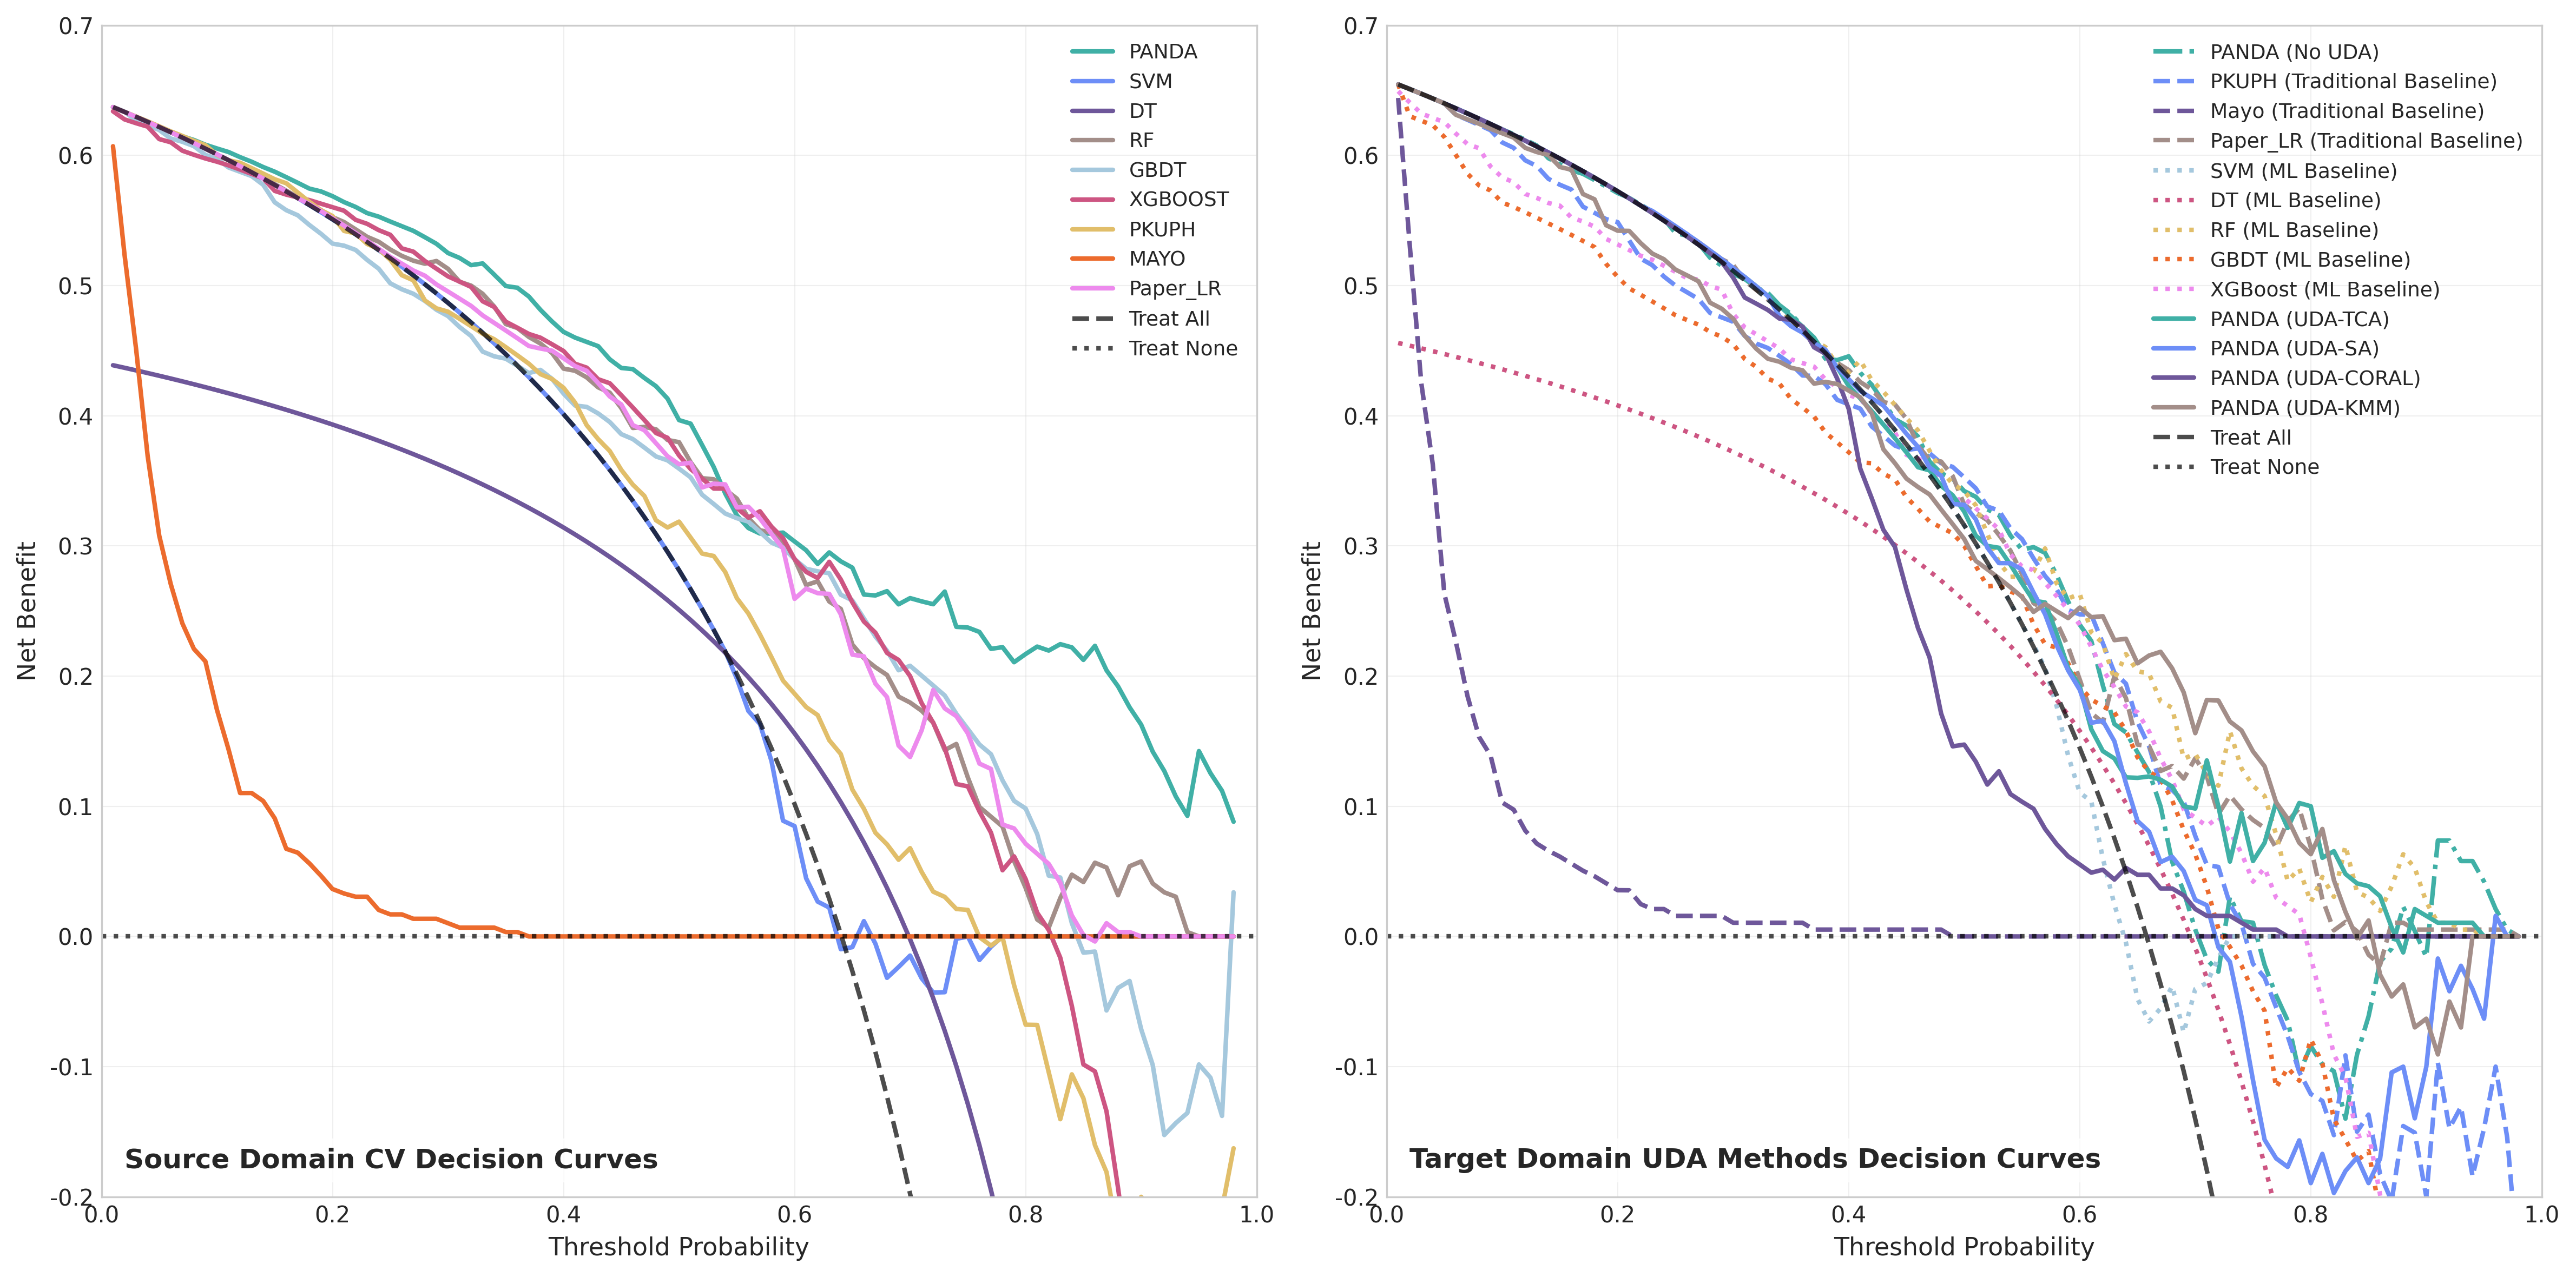 0.7
0.6
0.5
0.4
0.3
0.2
0.1
0.0
-0.1
-0.2
Net Benefit
0.0 0.2 0.4 0.6 0.8 1.0
Threshold Probability
PANDA
SVM
DT
RF
GBDT
XGBOOST
PKUPH
MAYO
Paper_LR
Treat All
Treat None
Source Domain CV Decision Curves
0.7
0.6
0.5
0.4
0.3
0.2
0.1
0.0
-0.1
-0.2
Net Benefit
0.0 0.2 0.4 0.6 0.8 1.0
Threshold Probability
PANDA (No UDA)
PKUPH (Traditional Baseline)
Mayo (Traditional Baseline)
Paper_LR (Traditional Baseline)
SVM (ML Baseline)
DT (ML Baseline)
RF (ML Baseline)
GBDT (ML Baseline)
XGBoost (ML Baseline)
PANDA (UDA-TCA)
PANDA (UDA-SA)
PANDA (UDA-CORAL)
PANDA (UDA-KMM)
Treat All
Treat None
Target Domain UDA Methods Decision Curves